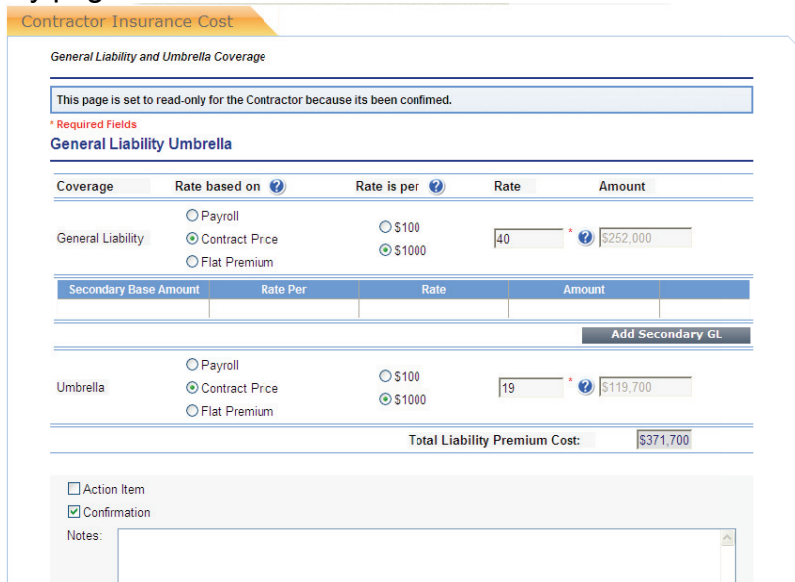 y pag
Contractor Insurance Cost
General Liability and Umbrella Coverage
This page is set to read-only for the Contractor because its been confimed.
* Required Fields
General Liability Umbrella
Coverage Rate based on ? Rate is per ? Rate Amount
Payroll
Contract Prce
Flat Premium
General Liability
$100
$1000
40 * ? $252,000
Secondary Base Amount Rate Per Rate Amount
Add Secondary GL
Payroll
Contract Prce
Flat Premium
Umbrella
$100
$1000
19 * ? $119,700
Total Liability Premium Cost: $371,700
Action Item
Confirmation
Notes: